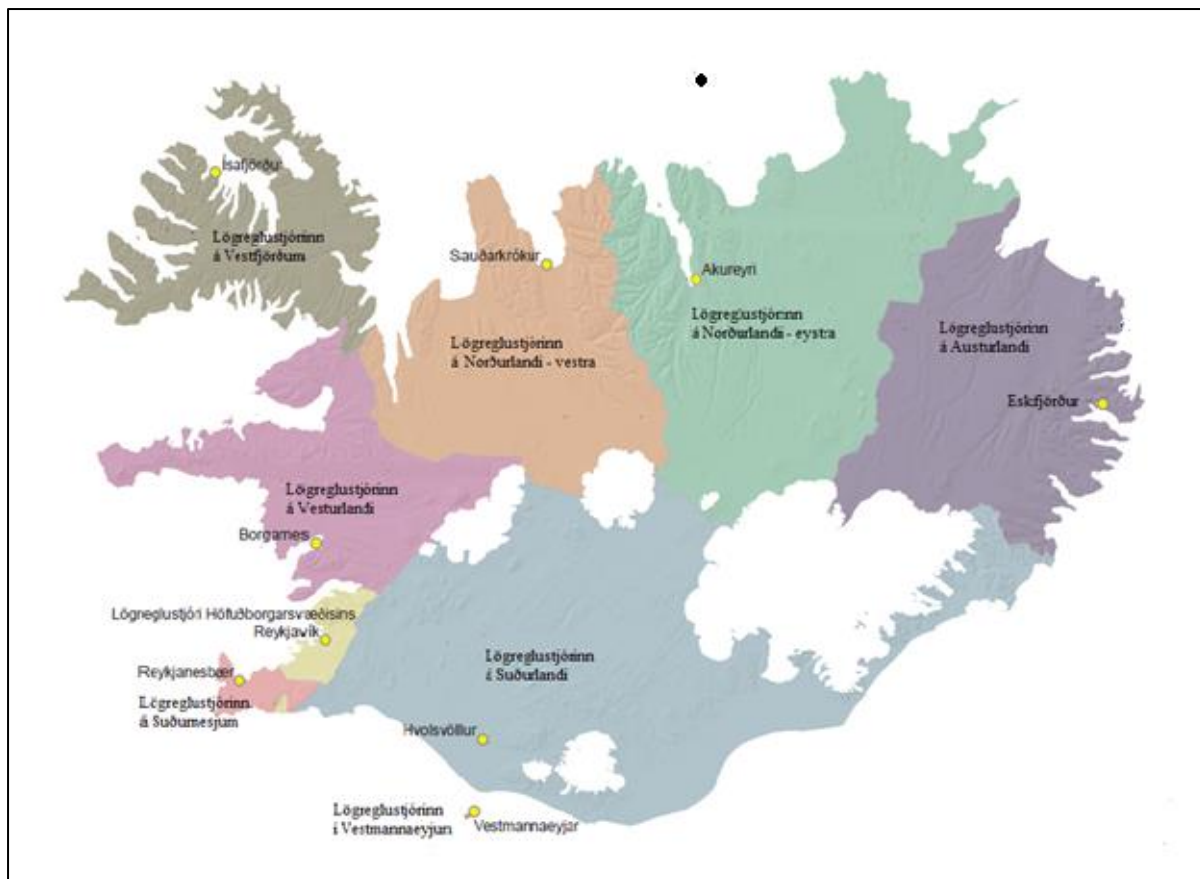 Ísafjörður
Lögreglustjórinn
á Vestfjörðum
Sauðarkrókur
Akureyri
Lögreglustjórinn
á Norðurlandi - eystra
Lögreglustjórinn
á Austurlandi
Lögreglustjórinn
á Norðurlandi - vestra
Eskifjörður
Lögreglustjórinn
á Vesturlandi
Borgarnes
Lögreglustjóri Höfuðborgarsvæðisins
Reykjavík
Reykjanesbær
Lögreglustjórinn
á Suðurnesjum
Lögreglustjórinn
á Suðurlandi
Hvolsvöllur
Lögreglustjórinn
í Vestmannaeyjum
Vestmannaeyjar